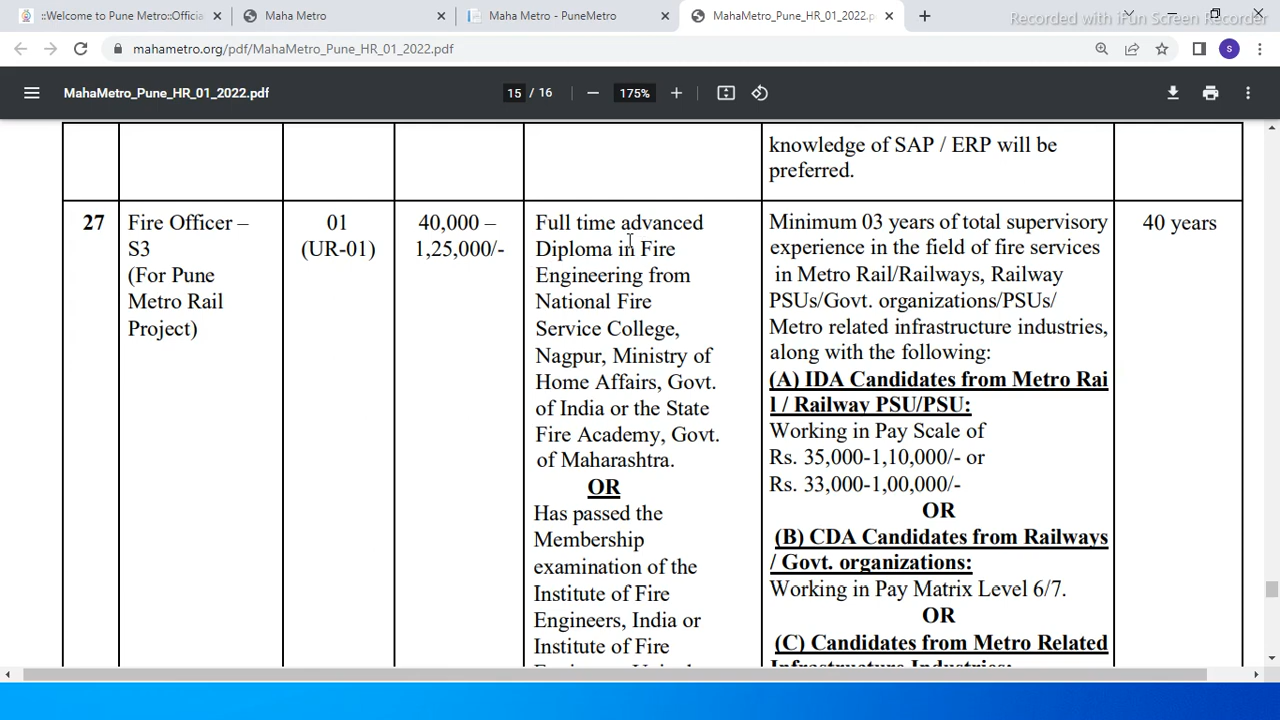 ::Welcome to Pune Metro::Officia
Maha Metro
Maha Metro - PuneMetro
MahaMetro_Pune_HR_01_2022.p
Recorded with iFun Screen Recorder
mahametro.org/pdf/MahaMetro_Pune_HR_01_2022.pdf
S
MahaMetro_Pune_HR_01_2022.pdf
15 / 16
175%
knowledge of SAP / ERP will be
preferred.
27
Fire Officer –
S3
(For Pune
Metro Rail
Project)
01
(UR-01)
40,000 –
1,25,000/-
Full time advanced
Diploma in Fire
Engineering from
National Fire
Service College,
Nagpur, Ministry of
Home Affairs, Govt.
of India or the State
Fire Academy, Govt.
of Maharashtra.
OR
Has passed the
Membership
examination of the
Institute of Fire
Engineers, India or
Institute of Fire
Minimum 03 years of total supervisory
experience in the field of fire services
in Metro Rail/Railways, Railway
PSUs/Govt. organizations/PSUs/
Metro related infrastructure industries,
along with the following:
(A) IDA Candidates from Metro Rai
l / Railway PSU/PSU:
Working in Pay Scale of
Rs. 35,000-1,10,000/- or
Rs. 33,000-1,00,000/-
OR
(B) CDA Candidates from Railways
/ Govt. organizations:
Working in Pay Matrix Level 6/7.
OR
(C) Candidates from Metro Related
Infrastructure Industries:
40 years